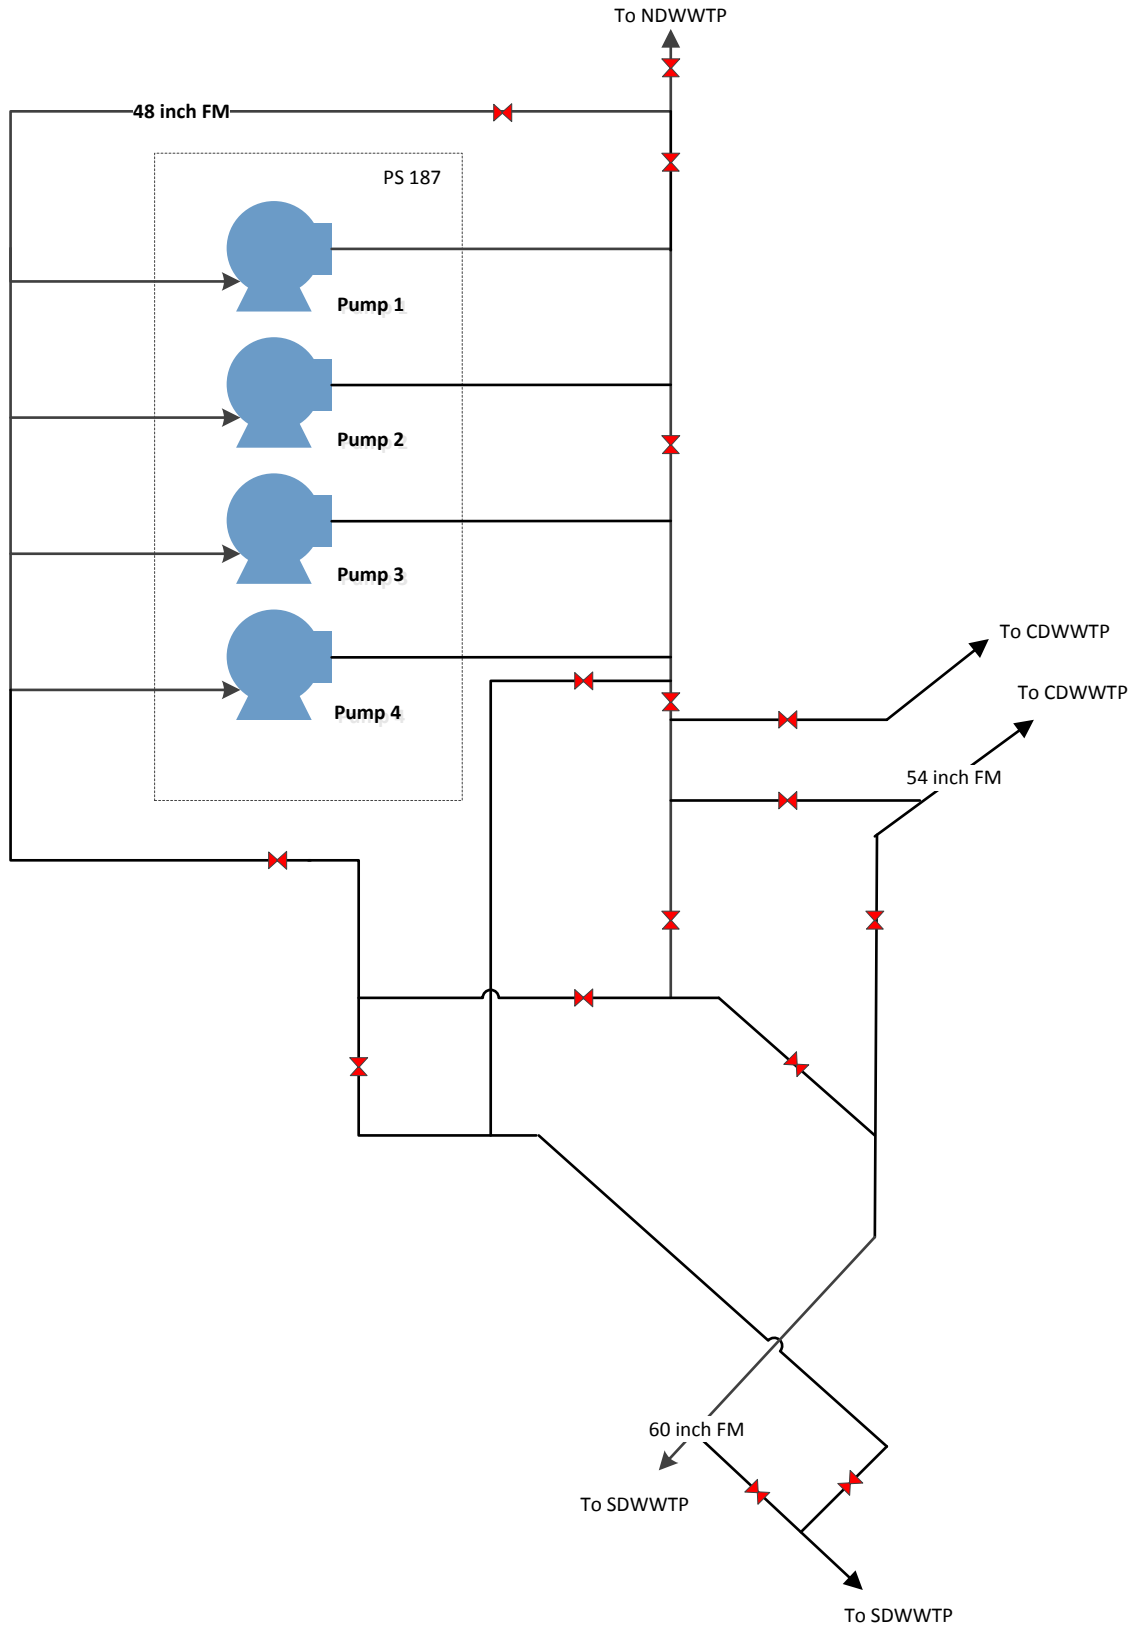 To NDWWTP
48 inch FM
PS 187
Pump 1
Pump 2
Pump 3
Pump 4
To CDWWTP
To CDWWTP
54 inch FM
60 inch FM
To SDWWTP
To SDWWTP